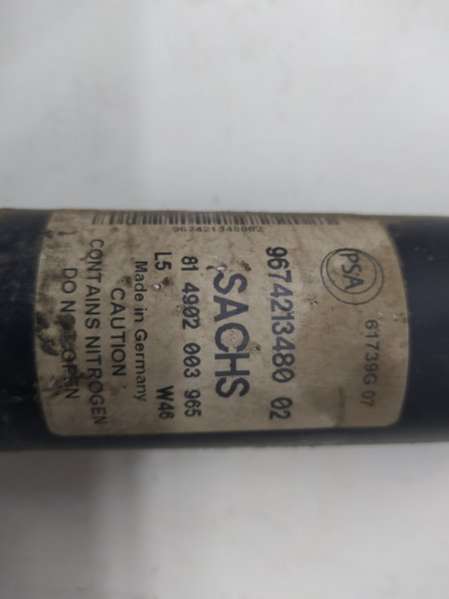 PSA
61739G 07
9674213480 02
SACHS
81 4902 003 965
L5 W46
Made in Germany
CAUTION
CONTAINS NITROGEN
DO NOT OPEN
967421348002